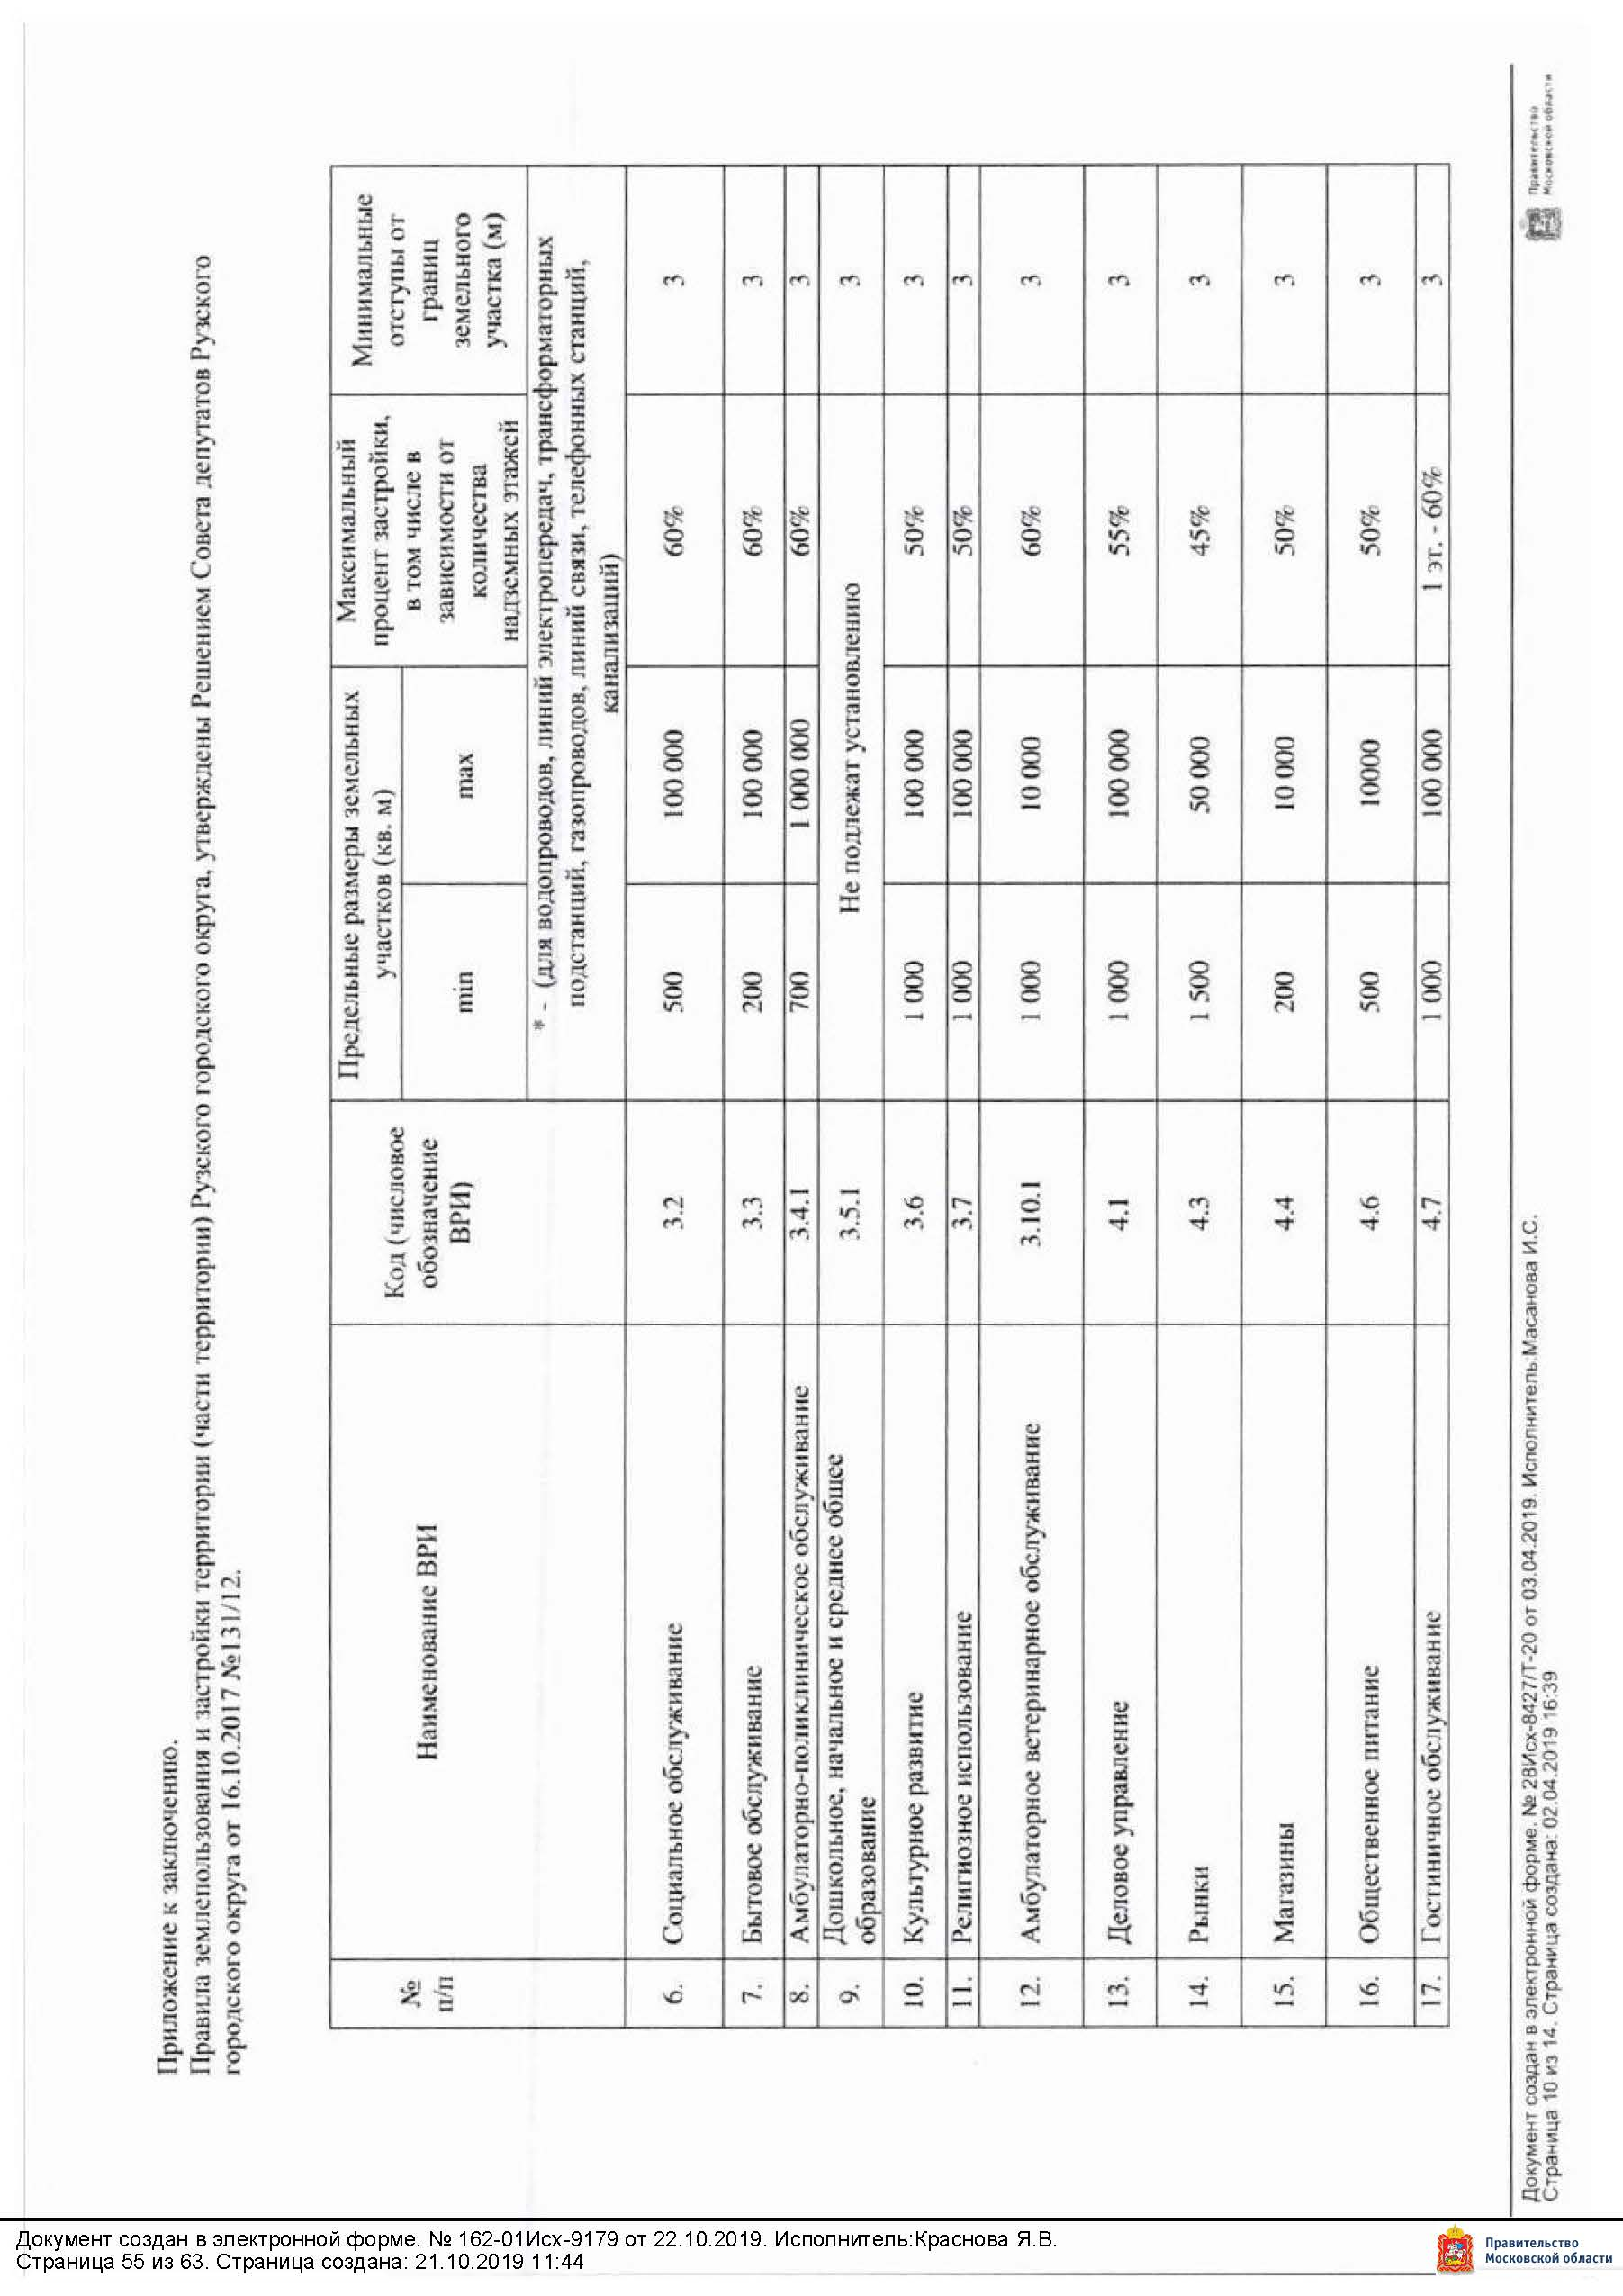 Приложение к заключению.
Правила землепользования и застройки территории (части территории) Рузского городского округа, утверждены Решением Совета депутатов Рузского
городского округа от 16.10.2017 №131/12.
№
п/п
Наименование ВРИ
Код (числовое
обозначение
ВРИ)
Предельные размеры земельных
участков (кв. м)
min
max
Максимальный
процент застройки,
в том числе в
зависимости от
количества
надземных этажей
Минимальные
отступы от
границ
земельного
участка (м)
* - (для водопроводов, линий электропередач, трансформаторных
подстанций, газопроводов, линий связи, телефонных станций,
канализаций)
6. Социальное обслуживание 3.2 500 100 000 60% 3
7. Бытовое обслуживание 3.3 200 100 000 60% 3
8. Амбулаторно-поликлиническое обслуживание 3.4.1 700 1 000 000 60% 3
9. Дошкольное, начальное и среднее общее
образование 3.5.1 Не подлежат установлению 3
10. Культурное развитие 3.6 1 000 100 000 50% 3
11. Религиозное использование 3.7 1 000 100 000 50% 3
12. Амбулаторное ветеринарное обслуживание 3.10.1 1 000 10 000 60% 3
13. Деловое управление 4.1 1 000 100 000 55% 3
14. Рынки 4.3 1 500 50 000 45% 3
15. Магазины 4.4 200 10 000 50% 3
16. Общественное питание 4.6 500 10000 50% 3
17. Гостиничное обслуживание 4.7 1 000 100 000 1 эт. - 60% 3
Документ создан в электронной форме. № 28Исх-8427/Т-20 от 03.04.2019. Исполнитель:Масанова И.С.
Страница 10 из 14. Страница создана: 02.04.2019 16:39
Правительство
Московской области
Документ создан в электронной форме. № 162-01Исх-9179 от 22.10.2019. Исполнитель:Краснова Я.В.
Страница 55 из 63. Страница создана: 21.10.2019 11:44
Правительство
Московской области